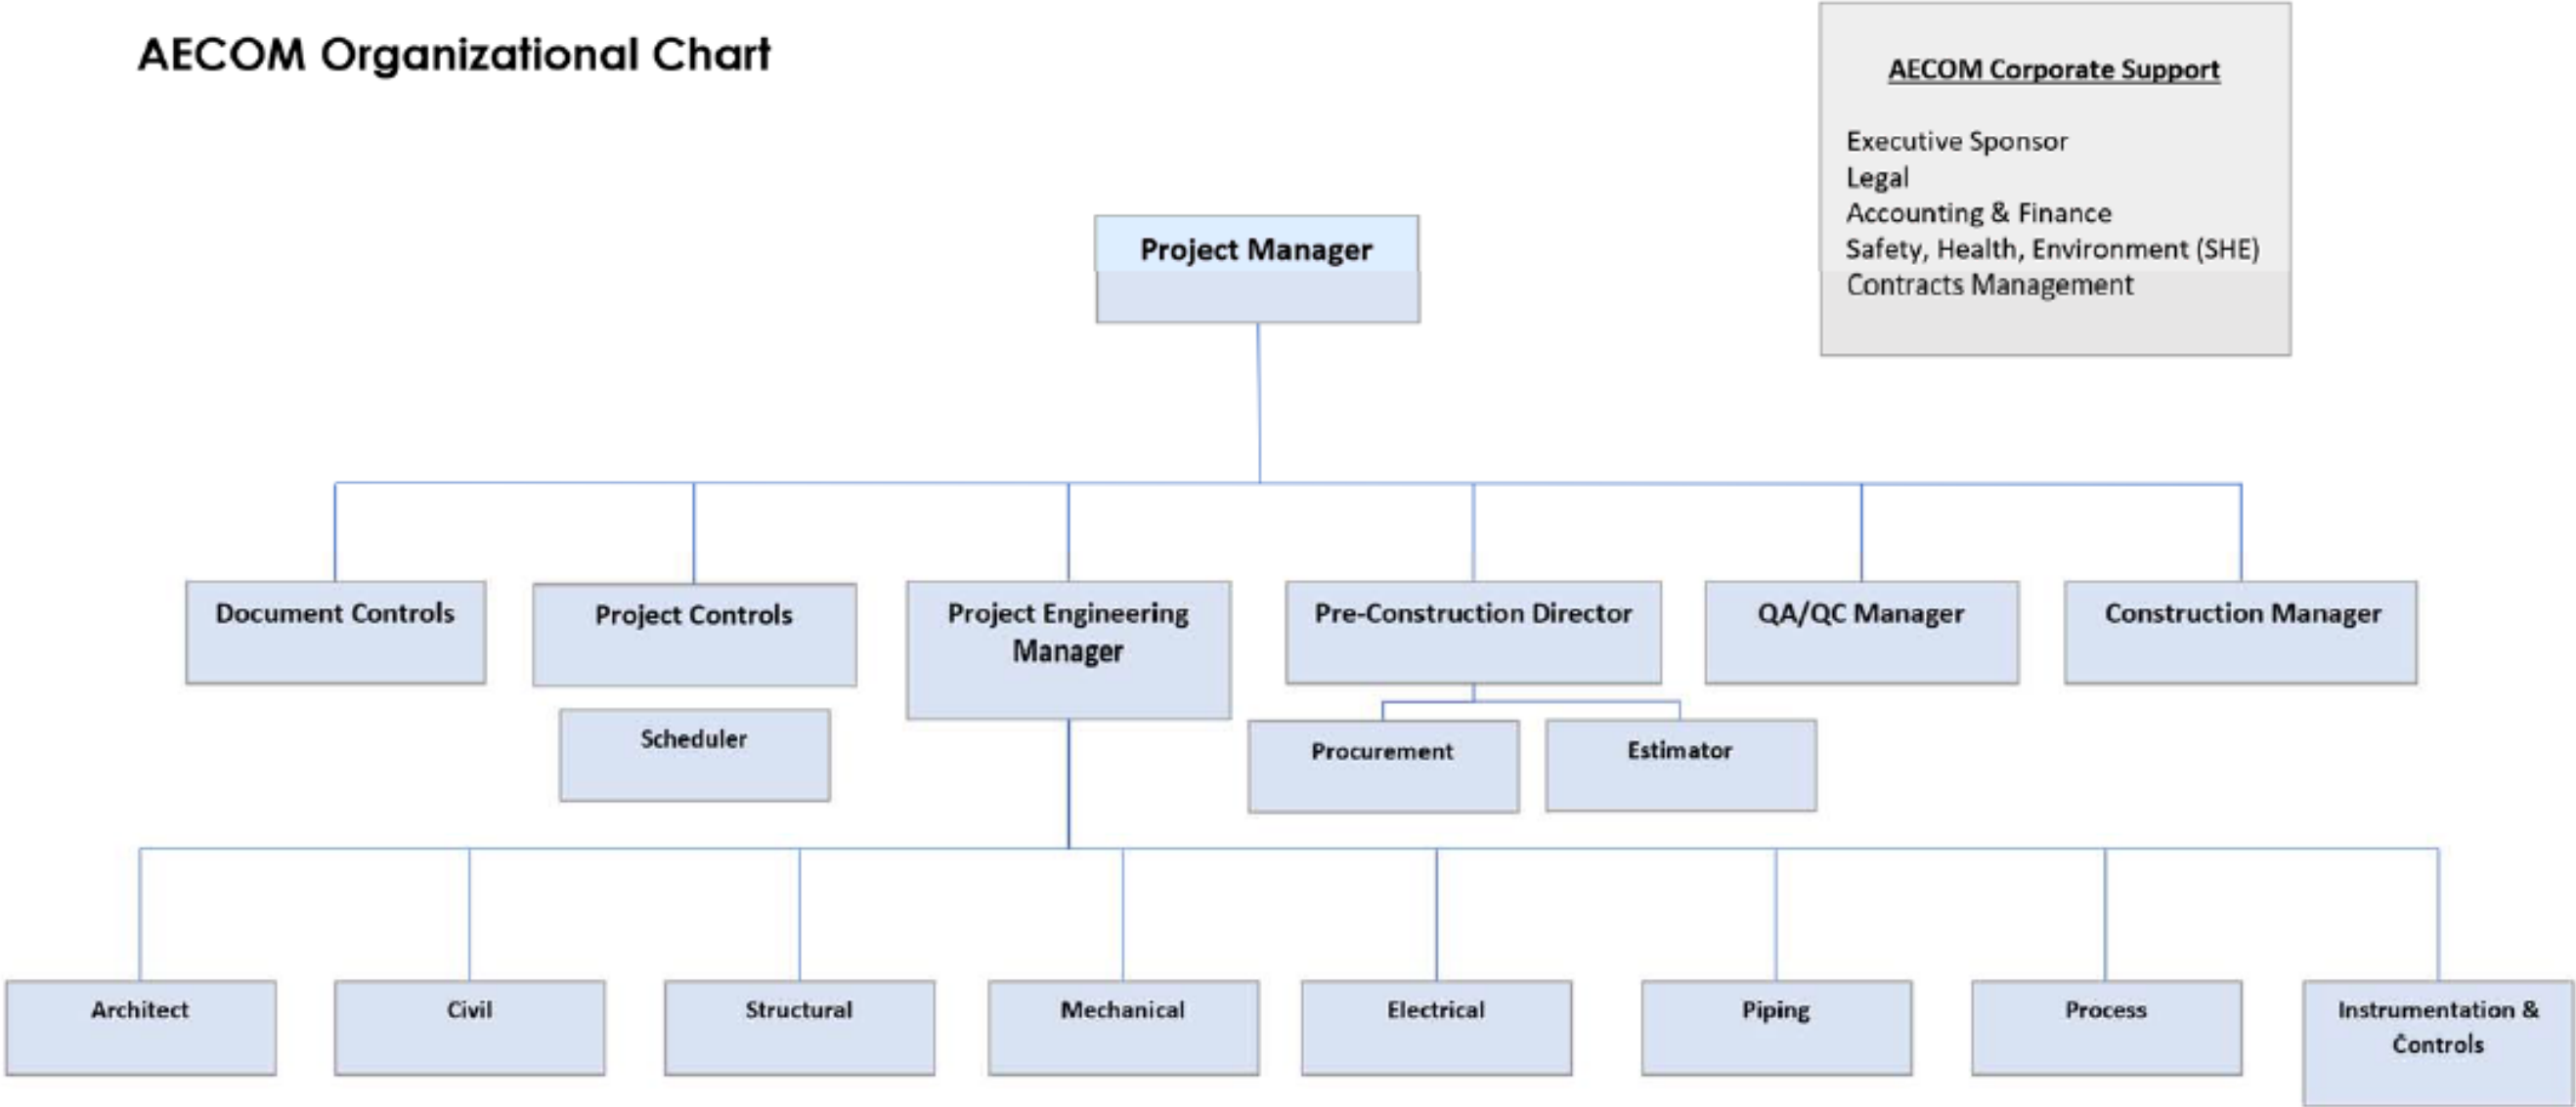 AECOM Organizational Chart
AECOM Corporate Support
Executive Sponsor
Legal
Accounting & Finance
Safety, Health, Environment (SHE)
Contracts Management
Project Manager
Document Controls
Project Controls
Project Engineering
Manager
Pre-Construction Director
QA/QC Manager
Construction Manager
Scheduler
Procurement
Estimator
Architect
Civil
Structural
Mechanical
Electrical
Piping
Process
Instrumentation &
Controls